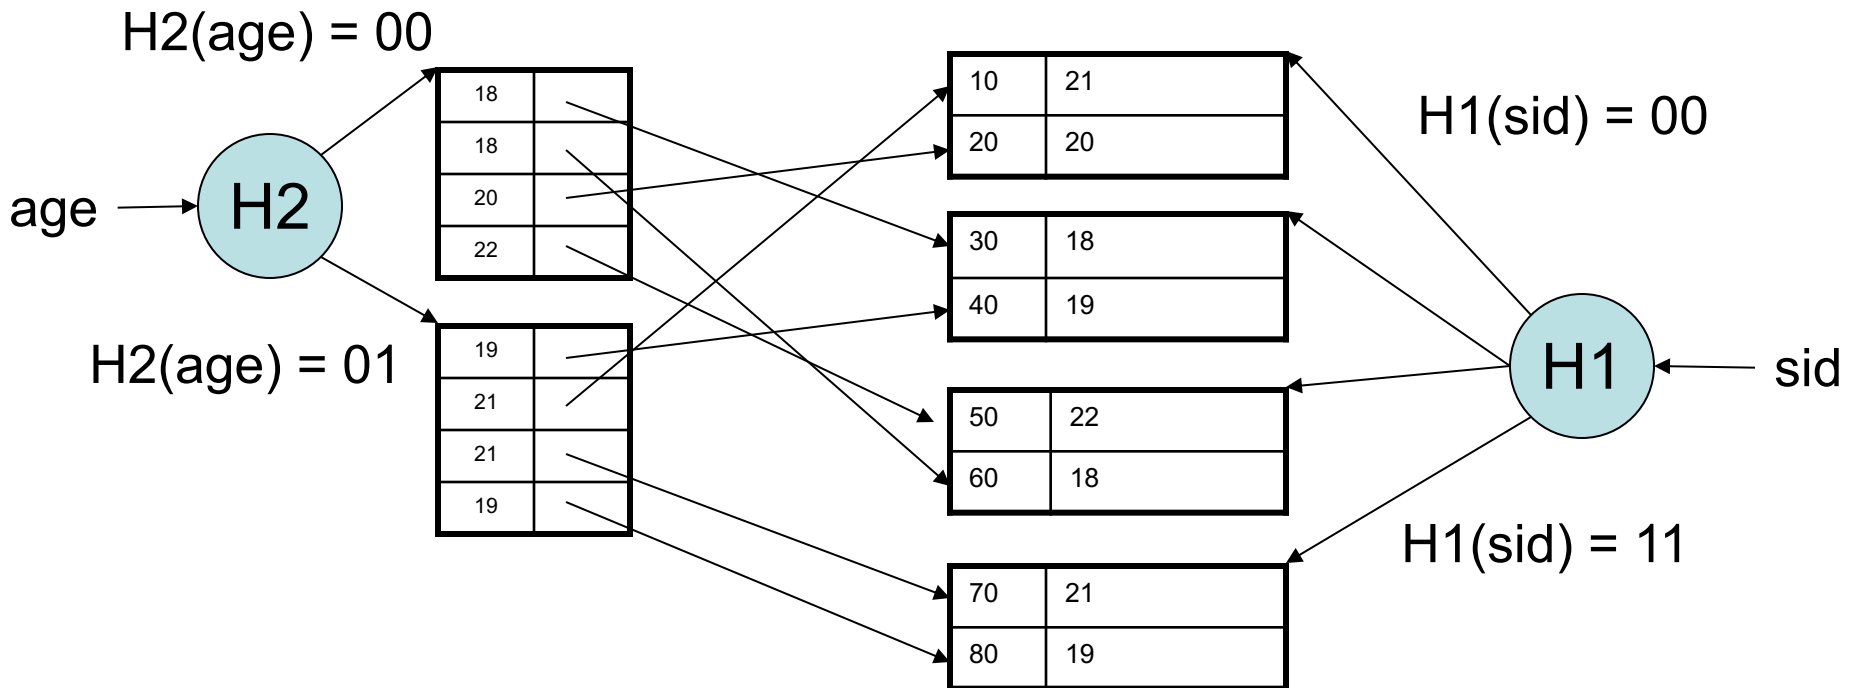 H2(age) = 00
age
H2
H2(age) = 01
18
18
20
22
19
21
21
19
10 21
20 20
30 18
40 19
50 22
60 18
70 21
80 19
H1(sid) = 00
H1
sid
H1(sid) = 11